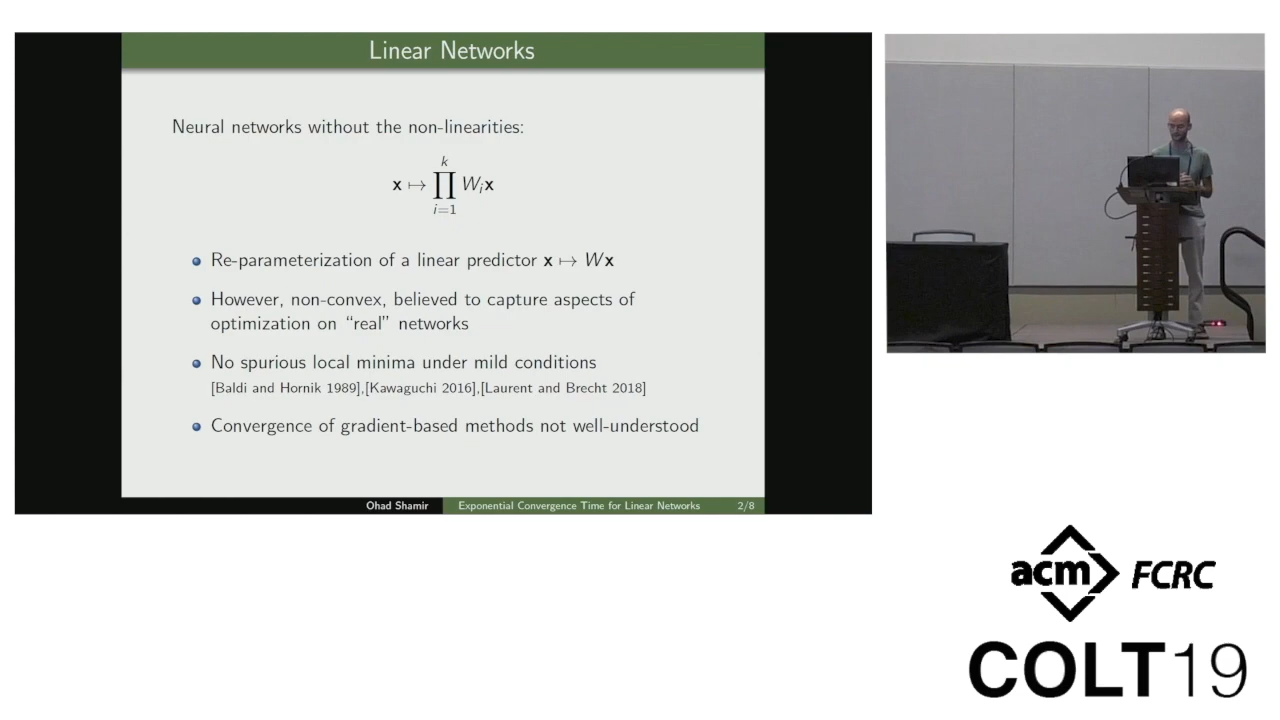 Linear Networks
Neural networks without the non-linearities:
x ↦ ∏_{i=1}^{k} W_i x
Re-parameterization of a linear predictor x ↦ Wx
However, non-convex, believed to capture aspects of
optimization on “real” networks
No spurious local minima under mild conditions
[Baldi and Hornik 1989],[Kawaguchi 2016],[Laurent and Brecht 2018]
Convergence of gradient-based methods not well-understood
Ohad Shamir Exponential Convergence Time for Linear Networks 2/8
acm FCRC
COLT19